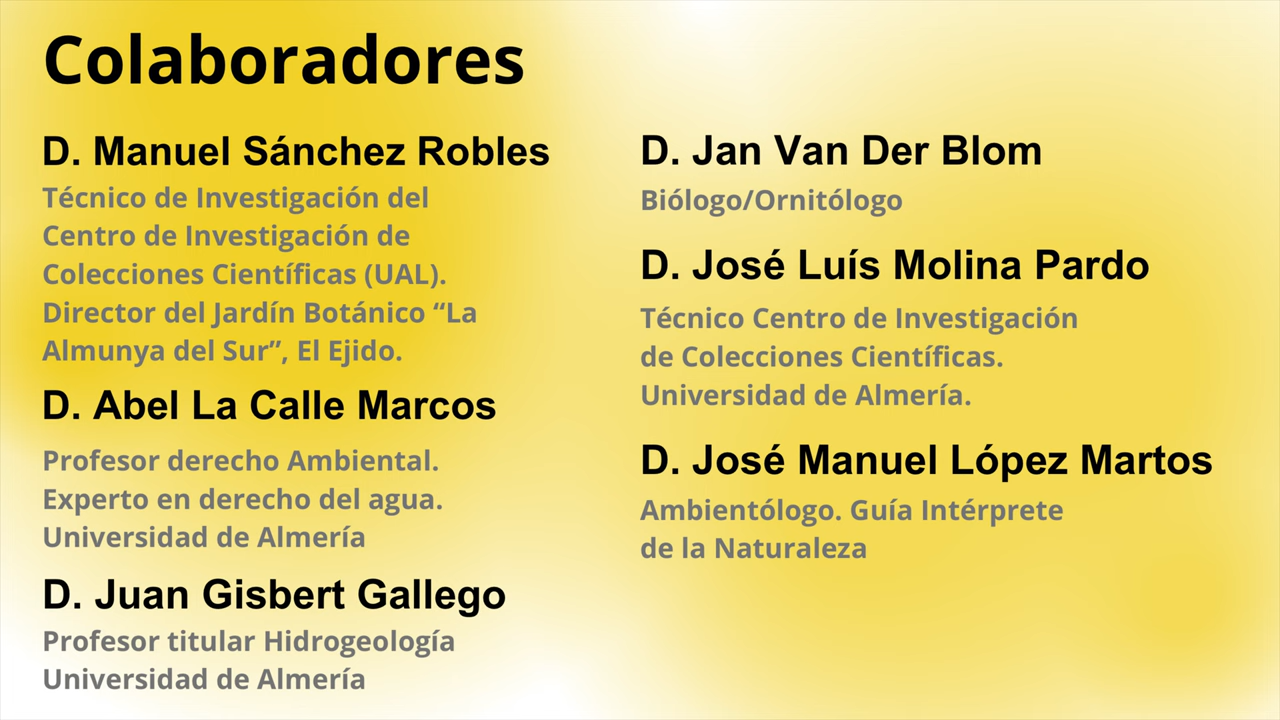 Colaboradores
D. Manuel Sánchez Robles
Técnico de Investigación del
Centro de Investigación de
Colecciones Científicas (UAL).
Director del Jardín Botánico “La
Almunya del Sur”, El Ejido.
D. Abel La Calle Marcos
Profesor derecho Ambiental.
Experto en derecho del agua.
Universidad de Almería
D. Juan Gisbert Gallego
Profesor titular Hidrogeología
Universidad de Almería
D. Jan Van Der Blom
Biólogo/Ornitólogo
D. José Luís Molina Pardo
Técnico Centro de Investigación
de Colecciones Científicas.
Universidad de Almería.
D. José Manuel López Martos
Ambientólogo. Guía Intérprete
de la Naturaleza